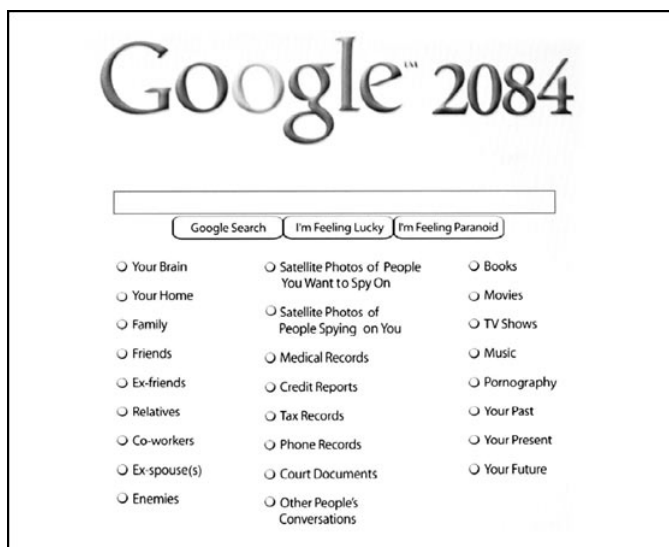 Google™ 2084
Google Search
I'm Feeling Lucky
I'm Feeling Paranoid
Your Brain
Your Home
Family
Friends
Ex-friends
Relatives
Co-workers
Ex-spouse(s)
Enemies
Satellite Photos of People
You Want to Spy On
Satellite Photos of
People Spying on You
Medical Records
Credit Reports
Tax Records
Phone Records
Court Documents
Other People's
Conversations
Books
Movies
TV Shows
Music
Pornography
Your Past
Your Present
Your Future